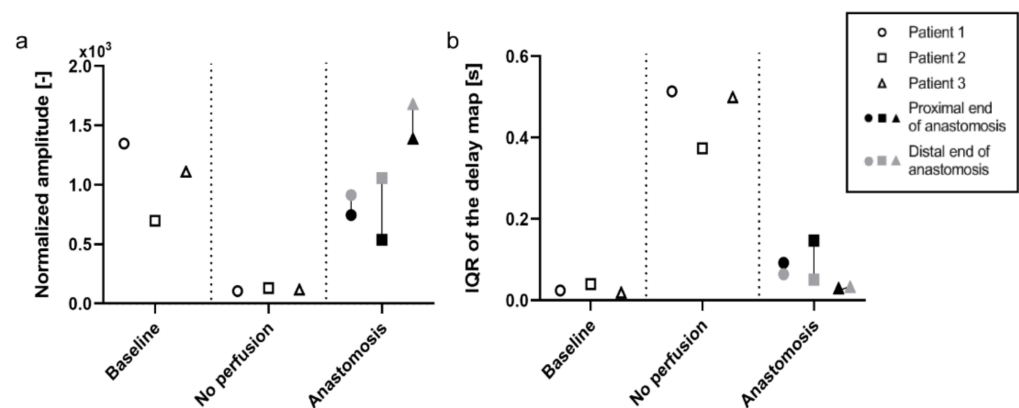 a
x10³
2.0
1.5
1.0
0.5
0.0
Normalized amplitude [-]
Baseline
No perfusion
Anastomosis
b
0.6
0.4
0.2
0.0
IQR of the delay map [s]
Baseline
No perfusion
Anastomosis
Patient 1
Patient 2
Patient 3
Proximal end
of anastomosis
Distal end of
anastomosis